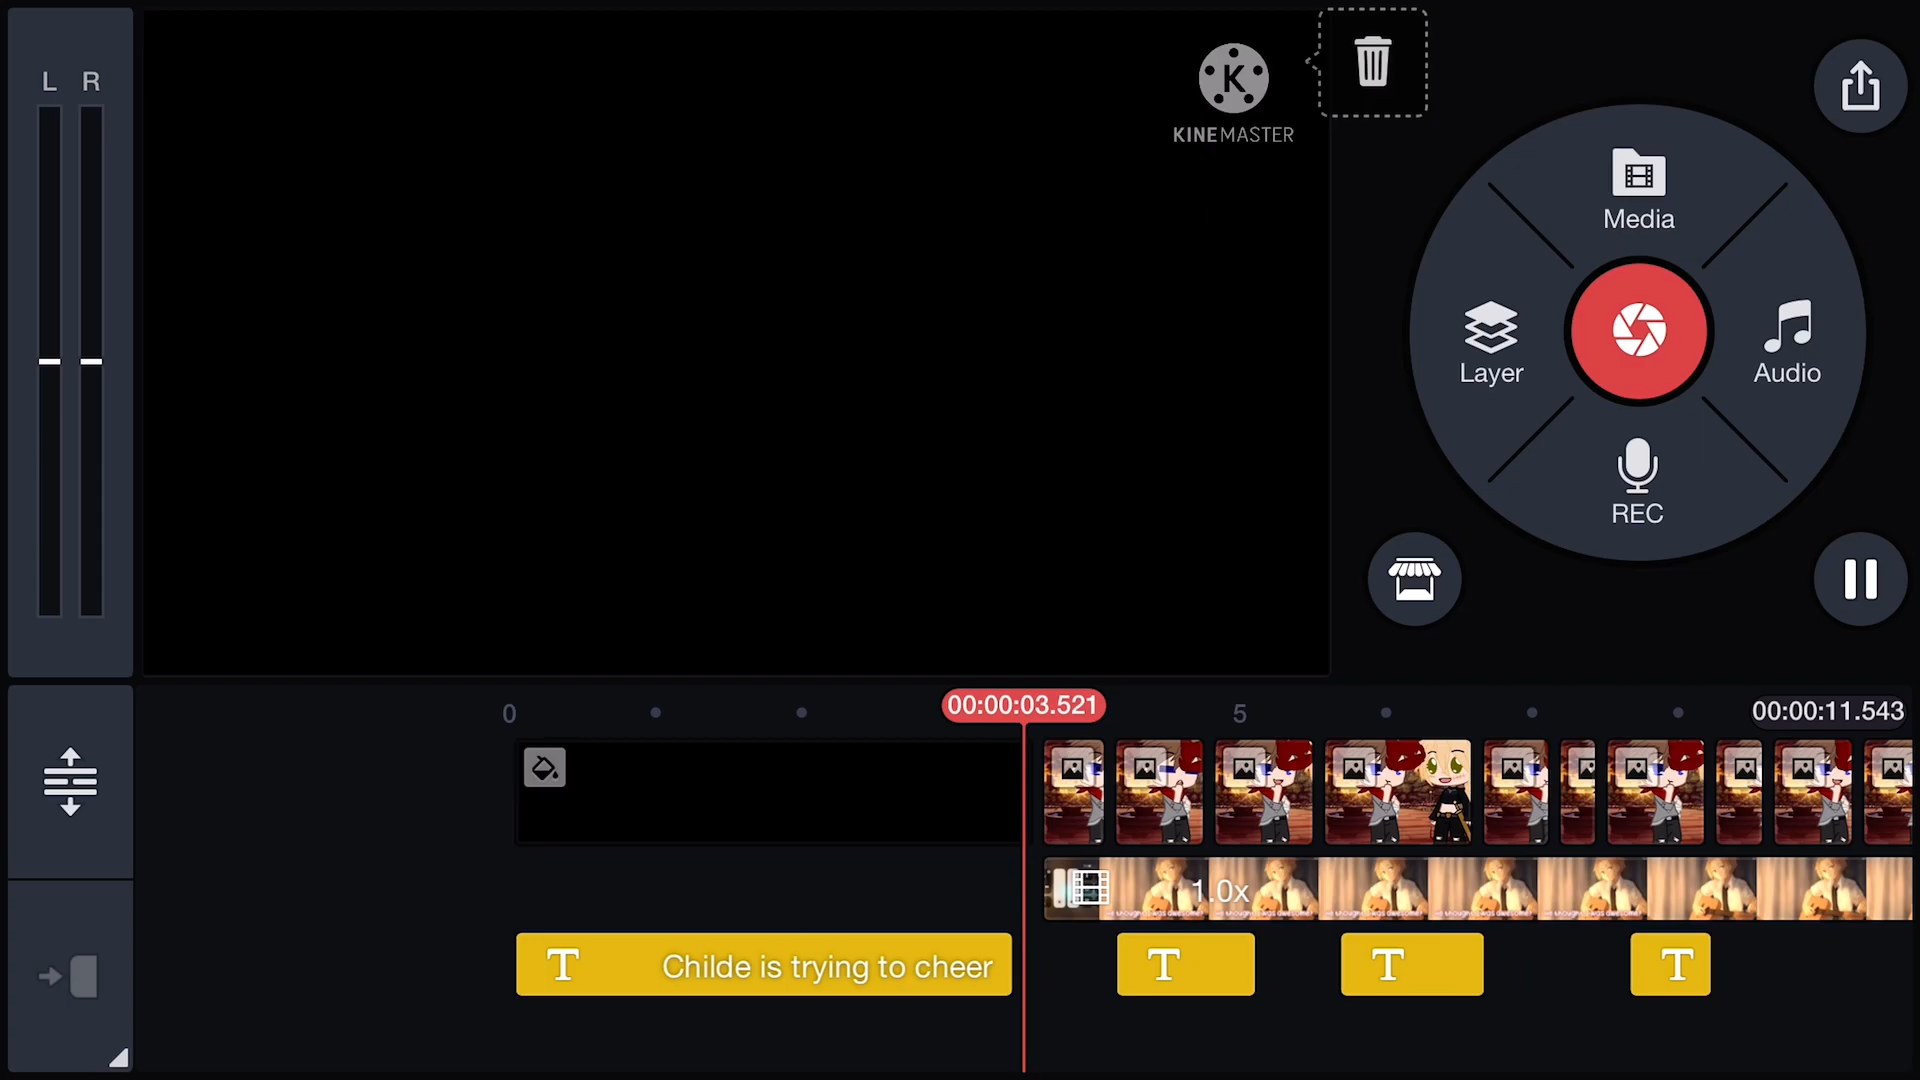 L R
KINEMASTER
Media
Layer
Audio
REC
0
00:00:03.521
5
00:00:11.543
1.0x
T Childe is trying to cheer
T
T
T